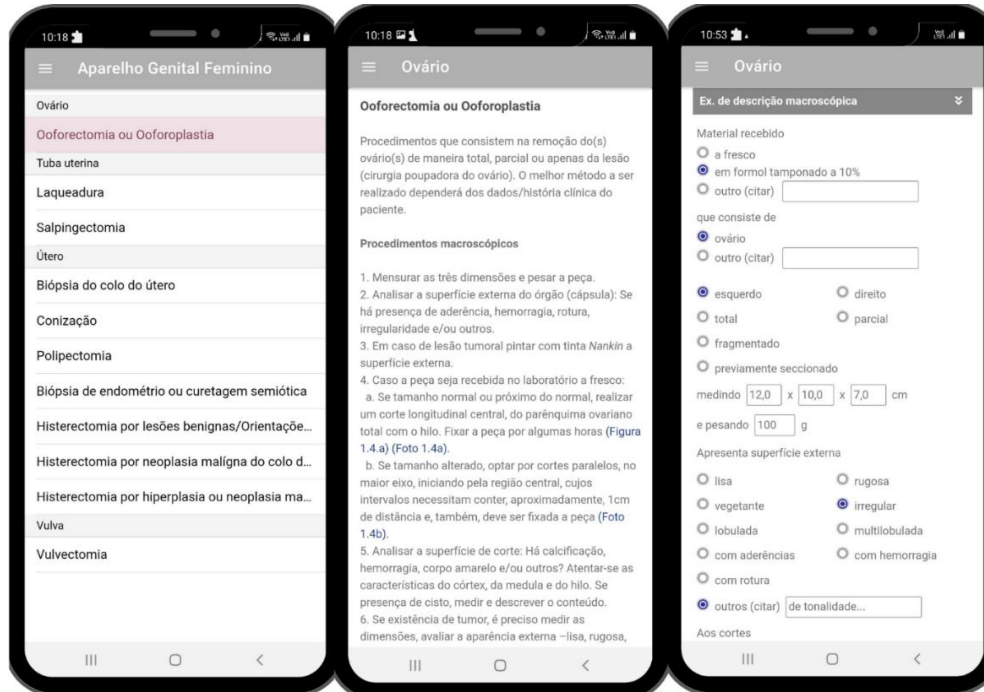 10:18
Aparelho Genital Feminino
Ovário
Ooforectomia ou Ooforoplastia
Tuba uterina
Laqueadura
Salpingectomia
Útero
Biópsia do colo do útero
Conização
Polipectomia
Biópsia de endométrio ou curetagem semiótica
Histerectomia por lesões benignas/Orientaçõe...
Histerectomia por neoplasia malígna do colo d...
Histerectomia por hiperplasia ou neoplasia ma...
Vulva
Vulvectomia
10:18
Ovário
Ooforectomia ou Ooforoplastia
Procedimentos que consistem na remoção do(s)
ovário(s) de maneira total, parcial ou apenas da lesão
(cirurgia poupadora do ovário). O melhor método a ser
realizado dependerá dos dados/história clínica do
paciente.
Procedimentos macroscópicos
1. Mensurar as três dimensões e pesar a peça.
2. Analisar a superfície externa do órgão (cápsula): Se
há presença de aderência, hemorragia, rotura,
irregularidade e/ou outros.
3. Em caso de lesão tumoral pintar com tinta Nankin a
superfície externa.
4. Caso a peça seja recebida no laboratório a fresco:
a. Se tamanho normal ou próximo do normal, realizar
um corte longitudinal central, do parênquima ovariano
total com o hilo. Fixar a peça por algumas horas (Figura
1.4.a) (Foto 1.4a).
b. Se tamanho alterado, optar por cortes paralelos, no
maior eixo, iniciando pela região central, cujos
intervalos necessitam conter, aproximadamente, 1cm
de distância e, também, deve ser fixada a peça (Foto
1.4b).
5. Analisar a superfície de corte: Há calcificação,
hemorragia, corpo amarelo e/ou outros? Atentar-se as
características do córtex, da medula e do hilo. Se
presença de cisto, medir e descrever o conteúdo.
6. Se existência de tumor, é preciso medir as
dimensões, avaliar a aparência externa –lisa, rugosa,
10:53
Ovário
Ex. de descrição macroscópica
Material recebido
a fresco
em formol tamponado a 10%
outro (citar)
que consiste de
ovário
outro (citar)
esquerdo direito
total parcial
fragmentado
previamente seccionado
medindo 12,0 x 10,0 x 7,0 cm
e pesando 100 g
Apresenta superfície externa
lisa rugosa
vegetante irregular
lobulada multilobulada
com aderências com hemorragia
com rotura
outros (citar) de tonalidade...
Aos cortes